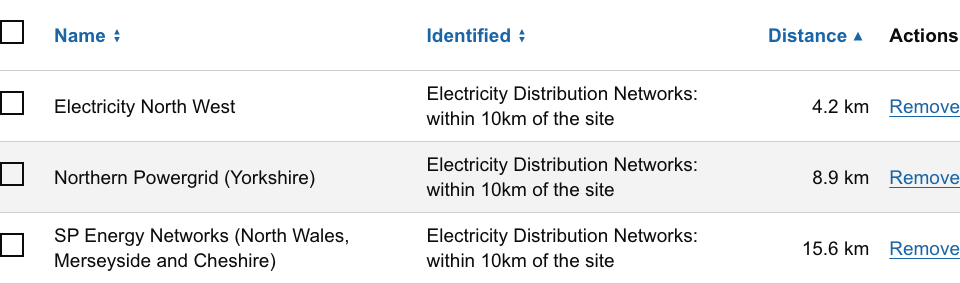 Name Identified Distance Actions
Electricity North West
Electricity Distribution Networks:
within 10km of the site
4.2 km Remove
Northern Powergrid (Yorkshire)
Electricity Distribution Networks:
within 10km of the site
8.9 km Remove
SP Energy Networks (North Wales,
Merseyside and Cheshire)
Electricity Distribution Networks:
within 10km of the site
15.6 km Remove